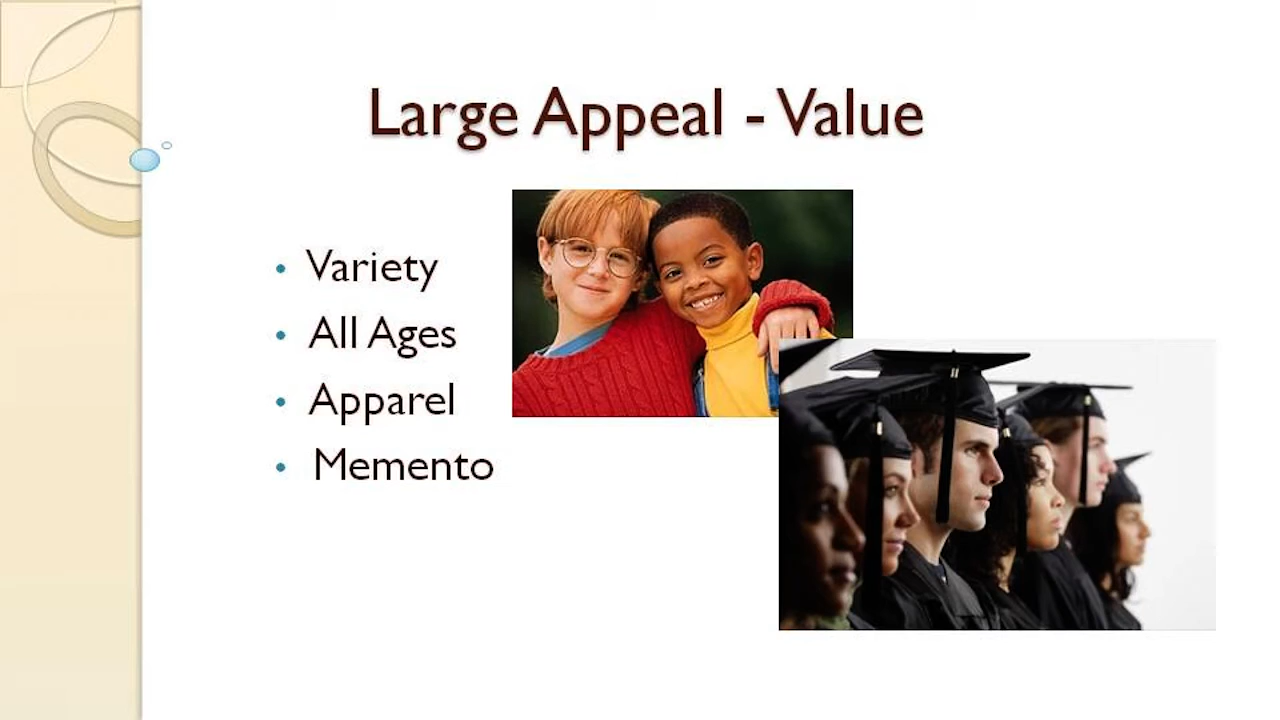 Large Appeal - Value
• Variety
• All Ages
• Apparel
• Memento